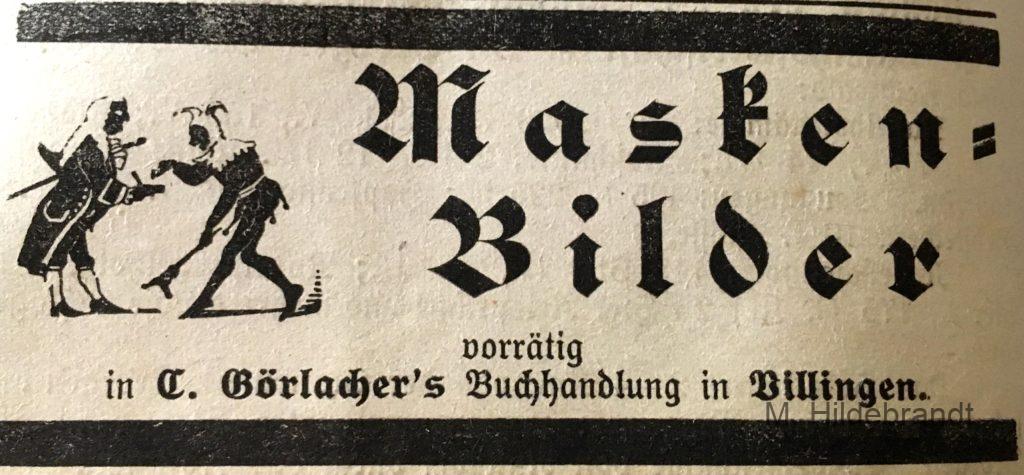 Masken-
Bilder
vorrätig
in C. Görlacher's Buchhandlung in Villingen.
M. Hildebrandt